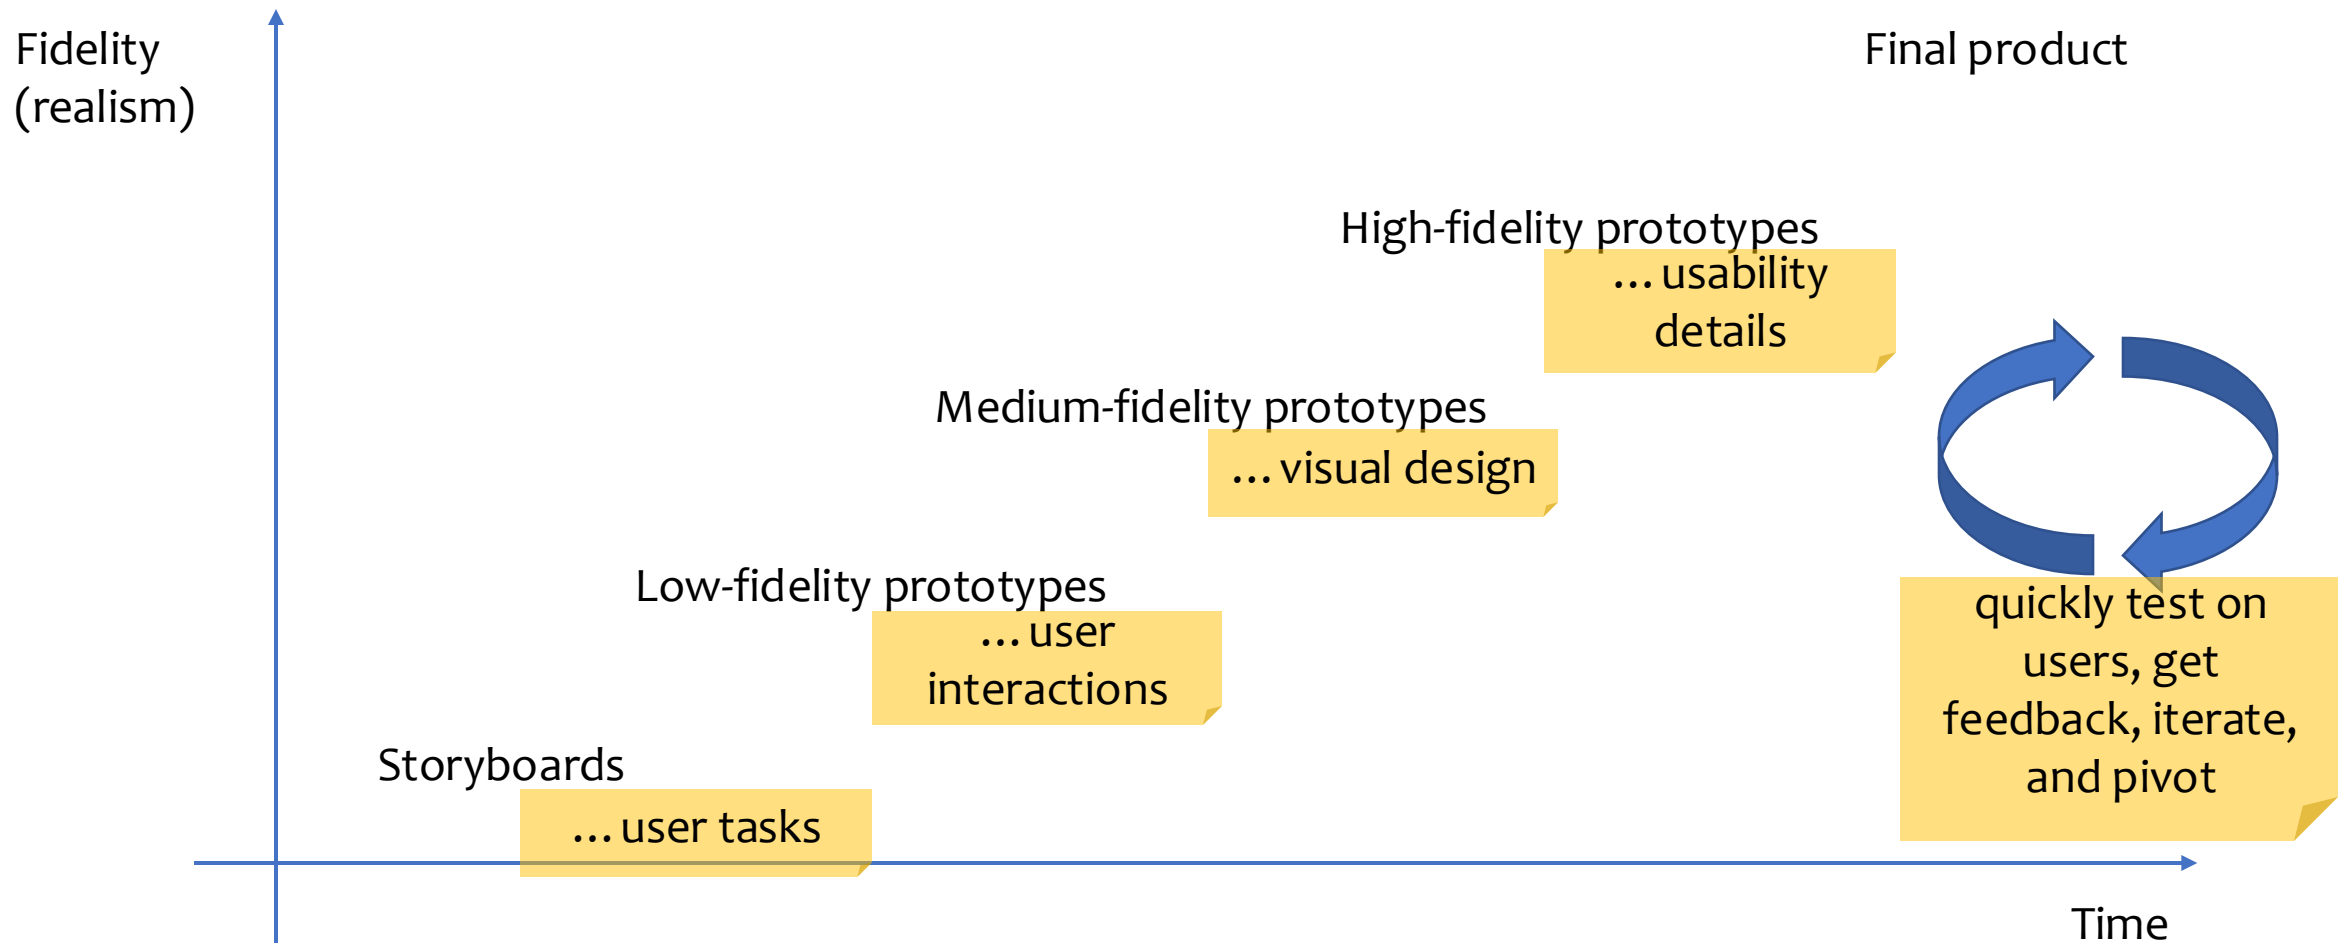 Fidelity
(realism)
Final product
High-fidelity prototypes
...usability
details
Medium-fidelity prototypes
...visual design
Low-fidelity prototypes
...user
interactions
quickly test on
users, get
feedback, iterate,
and pivot
Storyboards
...user tasks
Time